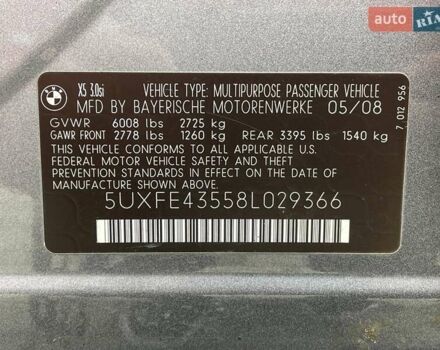 auto
RIA
BMW
X5 3.0si
VEHICLE TYPE: MULTIPURPOSE PASSENGER VEHICLE
MFD BY BAYERISCHE MOTORENWERKE 05/08
GVWR 6008 lbs 2725 kg
GAWR FRONT 2778 lbs 1260 kg REAR 3395 lbs 1540 kg
THIS VEHICLE CONFORMS TO ALL APPLICABLE U.S.
FEDERAL MOTOR VEHICLE SAFETY, BUMPER, AND THEFT
PREVENTION STANDARDS IN EFFECT ON THE DATE OF
MANUFACTURE SHOWN ABOVE.
5UXFE43558L029366
7 012 956